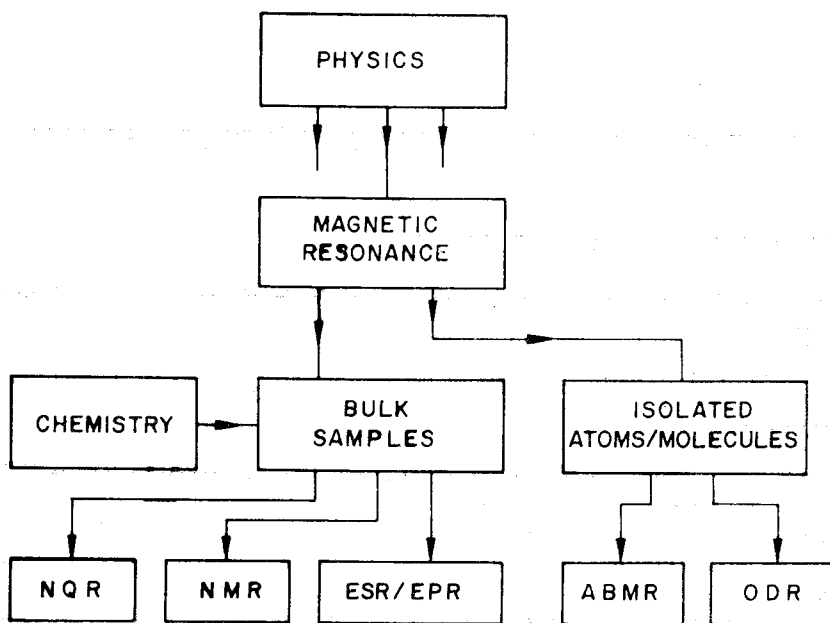 PHYSICS
MAGNETIC
RESONANCE
CHEMISTRY
BULK
SAMPLES
ISOLATED
ATOMS/MOLECULES
NQR
NMR
ESR/EPR
ABMR
ODR